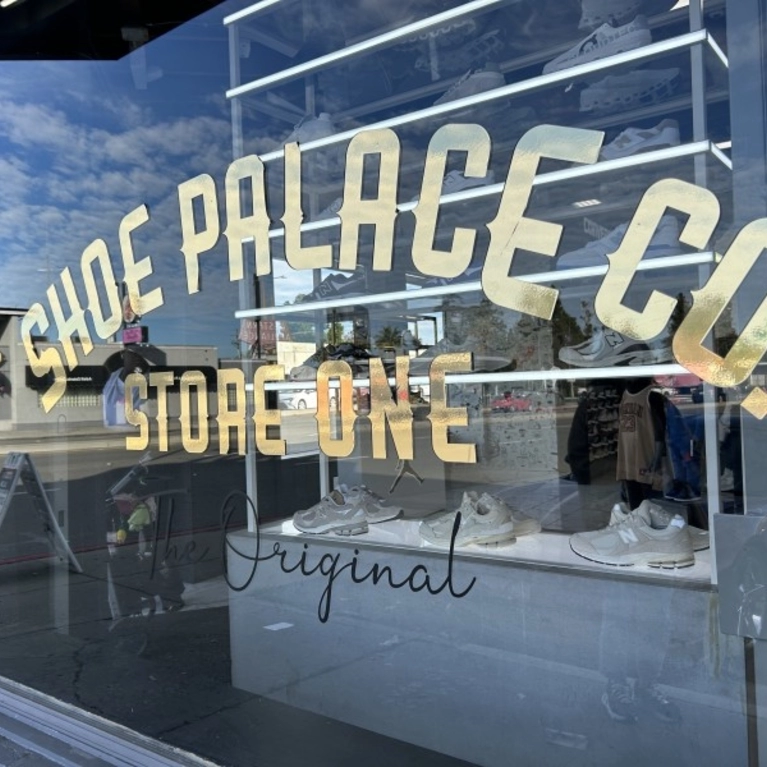 SHOE PALACE CO.
STORE ONE
The Original